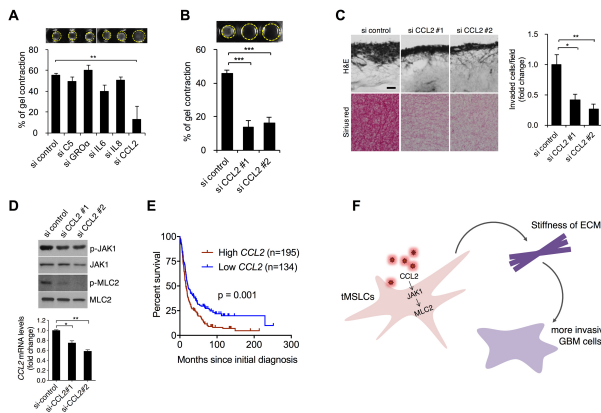 A
**
% of gel contraction
80
60
40
20
0
si control
si C5
si GROα
si IL6
si IL8
si CCL2
B
***
***
% of gel contraction
60
40
20
0
si control
si CCL2 #1
si CCL2 #2
C
si control
si CCL2 #1
si CCL2 #2
H&E
Sirius red
**
*
Invaded cells/field
(fold change)
1.5
1.0
0.5
0.0
si control
si CCL2 #1
si CCL2 #2
D
si control
si CCL2 #1
si CCL2 #2
p-JAK1
JAK1
p-MLC2
MLC2
**
*
CCL2 mRNA levels
(fold change)
1.0
0.8
0.6
0.4
0.2
0.0
si-control
si-CCL2#1
si-CCL2#2
E
Percent survival
100
80
60
40
20
0
High CCL2 (n=195)
Low CCL2 (n=134)
p = 0.001
0
100
200
300
Months since initial diagnosis
F
Stiffness of ECM
CCL2
tMSLCs
JAK1
MLC2
more invasiv
GBM cells